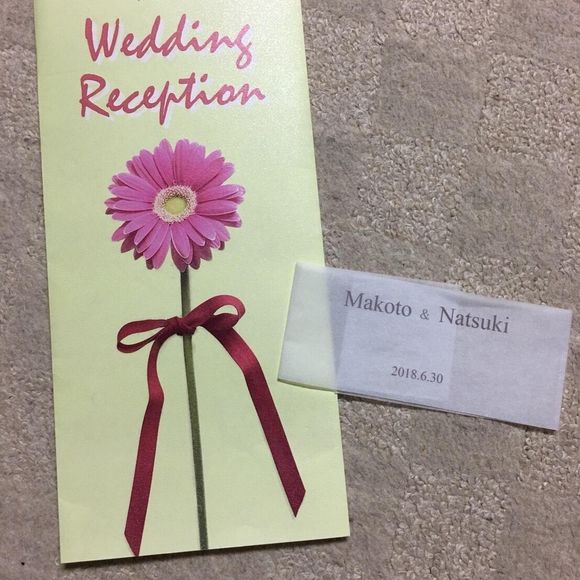 Wedding
Reception
Makoto & Natsuki
2018.6.30